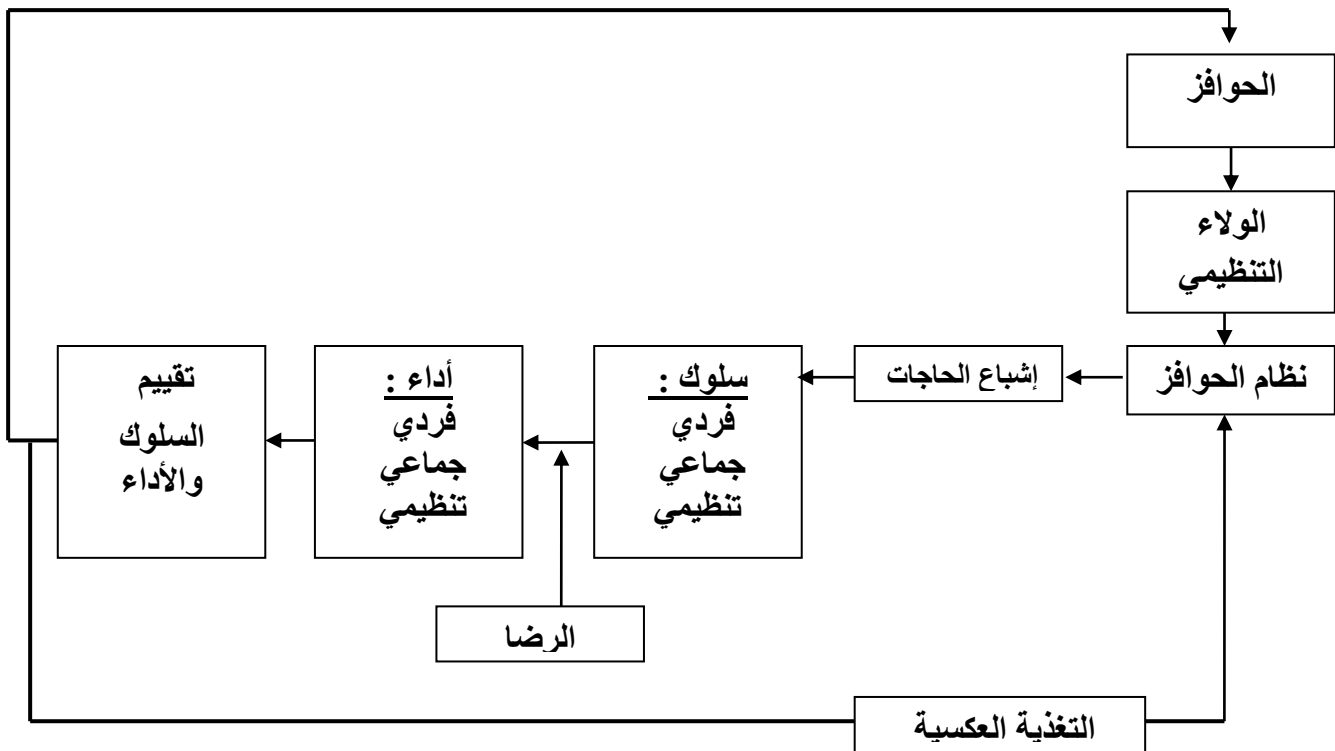 الحوافز
الولاء
التنظيمي
نظام الحوافز
إشباع الحاجات
سلوك :
فردي
جماعي
تنظيمي
أداء :
فردي
جماعي
تنظيمي
تقييم
السلوك
والأداء
الرضا
التغذية العكسية